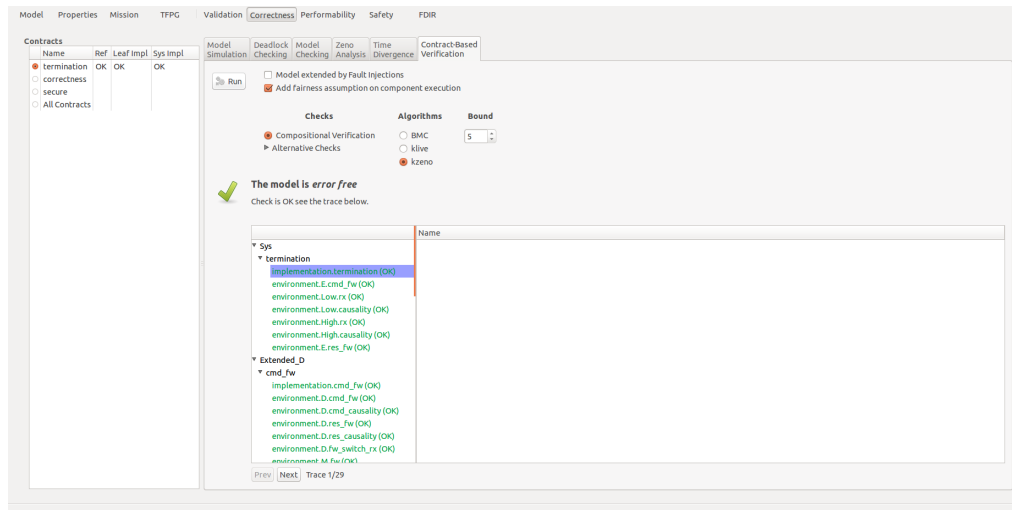 Model Properties Mission TFPG Validation Correctness Performability Safety FDIR
Contracts
Name Ref Leaf Impl Sys Impl
termination OK OK OK
correctness
secure
All Contracts
Model Simulation
Deadlock Checking
Model Checking
Zeno Analysis
Time Divergence
Contract-Based Verification
Run
Model extended by Fault Injections
Add fairness assumption on component execution
Checks Algorithms Bound
Compositional Verification BMC 5
Alternative Checks klive
kzeno
The model is error free
Check is OK see the trace below.
Name
Sys
termination
implementation.termination (OK)
environment.E.cmd_fw (OK)
environment.Low.rx (OK)
environment.Low.causality (OK)
environment.High.rx (OK)
environment.High.causality (OK)
environment.E.res_fw (OK)
Extended_D
cmd_fw
implementation.cmd_fw (OK)
environment.D.cmd_fw (OK)
environment.D.cmd_causality (OK)
environment.D.res_fw (OK)
environment.D.res_causality (OK)
environment.D.fw_switch_rx (OK)
environment.M.fw (OK)
Prev Next Trace 1/29